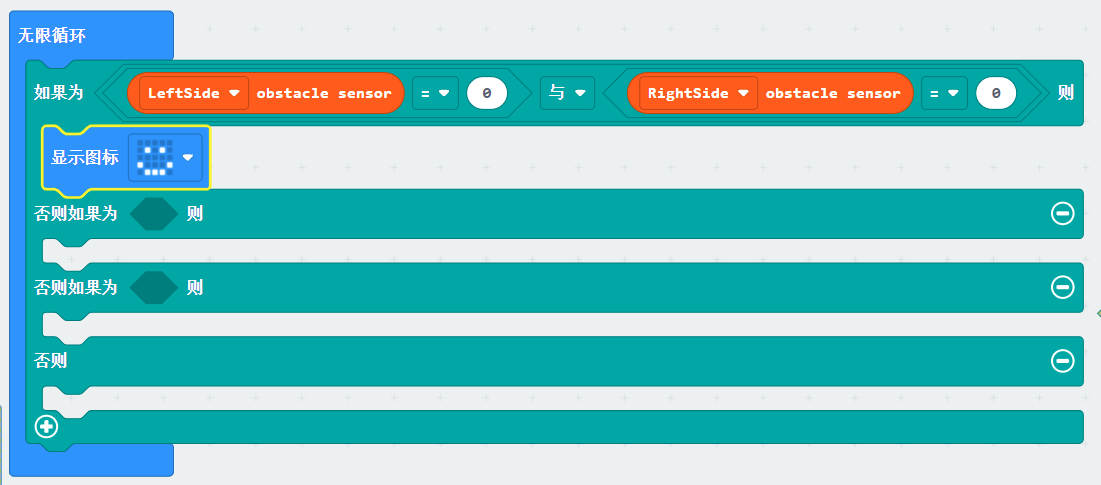 无限循环
如果为 LeftSide obstacle sensor = 0 与 RightSide obstacle sensor = 0 则
显示图标
否则如果为 则
否则如果为 则
否则